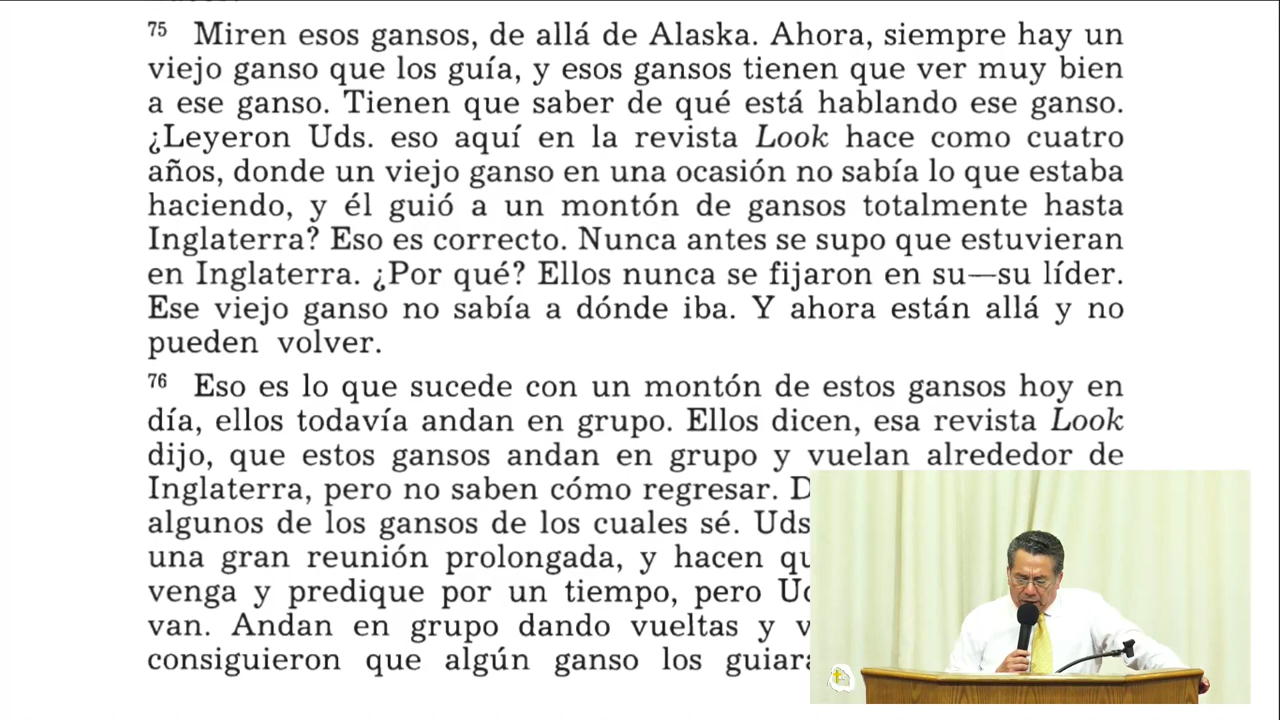 75 Miren esos gansos, de allá de Alaska. Ahora, siempre hay un
viejo ganso que los guía, y esos gansos tienen que ver muy bien
a ese ganso. Tienen que saber de qué está hablando ese ganso.
¿Leyeron Uds. eso aquí en la revista Look hace como cuatro
años, donde un viejo ganso en una ocasión no sabía lo que estaba
haciendo, y él guió a un montón de gansos totalmente hasta
Inglaterra? Eso es correcto. Nunca antes se supo que estuvieran
en Inglaterra. ¿Por qué? Ellos nunca se fijaron en su—su líder.
Ese viejo ganso no sabía a dónde iba. Y ahora están allá y no
pueden volver.
76 Eso es lo que sucede con un montón de estos gansos hoy en
día, ellos todavía andan en grupo. Ellos dicen, esa revista Look
dijo, que estos gansos andan en grupo y vuelan alrededor de
Inglaterra, pero no saben cómo regresar.
algunos de los gansos de los cuales sé. Uds
una gran reunión prolongada, y hacen
venga y predique por un tiempo, pero
van. Andan en grupo dando vueltas y
consiguieron que algún ganso los